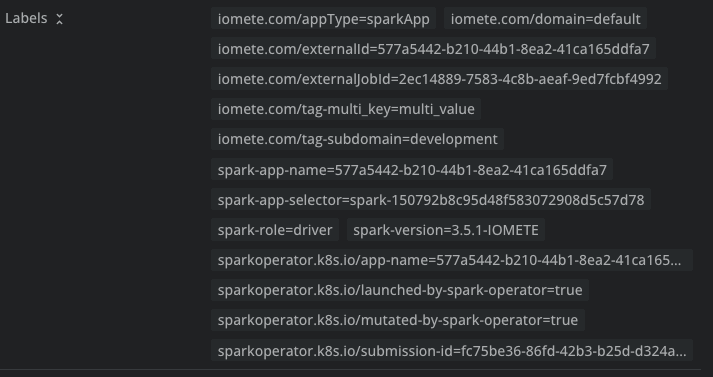 Labels
iomete.com/appType=sparkApp iomete.com/domain=default
iomete.com/externalId=577a5442-b210-44b1-8ea2-41ca165ddfa7
iomete.com/externalJobId=2ec14889-7583-4c8b-aeaf-9ed7fcbf4992
iomete.com/tag-multi_key=multi_value
iomete.com/tag-subdomain=development
spark-app-name=577a5442-b210-44b1-8ea2-41ca165ddfa7
spark-app-selector=spark-150792b8c95d48f583072908d5c57d78
spark-role=driver spark-version=3.5.1-IOMETE
sparkoperator.k8s.io/app-name=577a5442-b210-44b1-8ea2-41ca165...
sparkoperator.k8s.io/launched-by-spark-operator=true
sparkoperator.k8s.io/mutated-by-spark-operator=true
sparkoperator.k8s.io/submission-id=fc75be36-86fd-42b3-b25d-d324a...